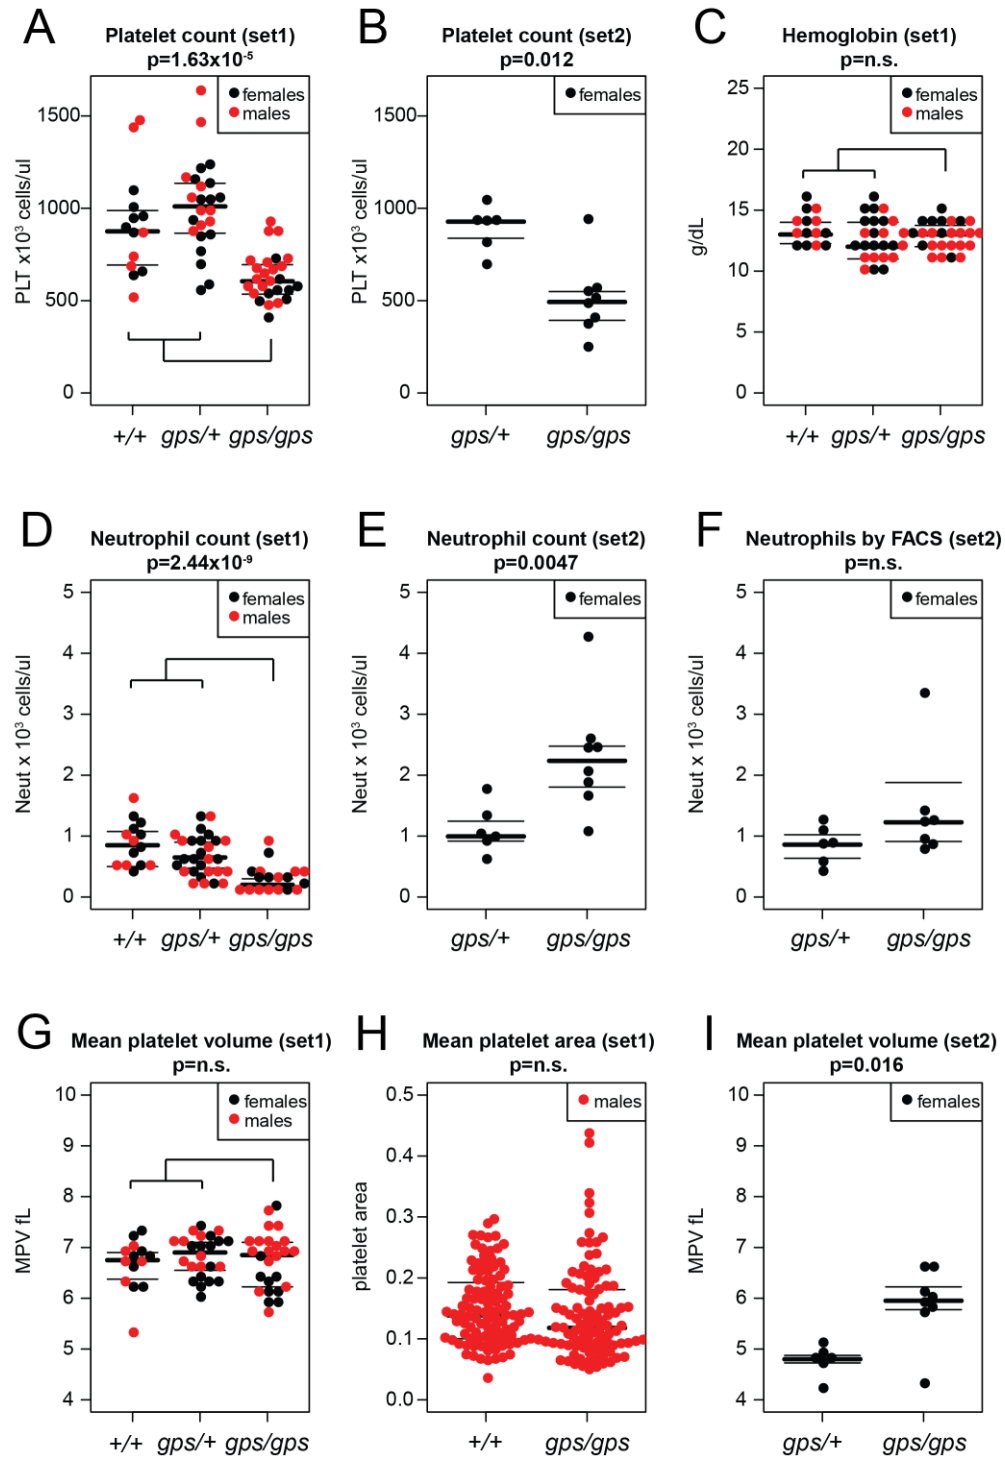 A
Platelet count (set1)
p=1.63x10-5
females
males
PLT x10³ cells/ul
1500
1000
500
0
+/+ gps/+ gps/gps
B
Platelet count (set2)
p=0.012
females
PLT x10³ cells/ul
1500
1000
500
0
gps/+ gps/gps
C
Hemoglobin (set1)
p=n.s.
females
males
g/dL
25
20
15
10
5
0
+/+ gps/+ gps/gps
D
Neutrophil count (set1)
p=2.44x10-9
females
males
Neut x 10³ cells/ul
5
4
3
2
1
0
+/+ gps/+ gps/gps
E
Neutrophil count (set2)
p=0.0047
females
Neut x 10³ cells/ul
5
4
3
2
1
0
gps/+ gps/gps
F
Neutrophils by FACS (set2)
p=n.s.
females
Neut x 10³ cells/ul
5
4
3
2
1
0
gps/+ gps/gps
G
Mean platelet volume (set1)
p=n.s.
females
males
MPV fL
10
9
8
7
6
5
4
+/+ gps/+ gps/gps
H
Mean platelet area (set1)
p=n.s.
males
platelet area
0.5
0.4
0.3
0.2
0.1
0.0
+/+ gps/gps
I
Mean platelet volume (set2)
p=0.016
females
MPV fL
10
9
8
7
6
5
4
gps/+ gps/gps